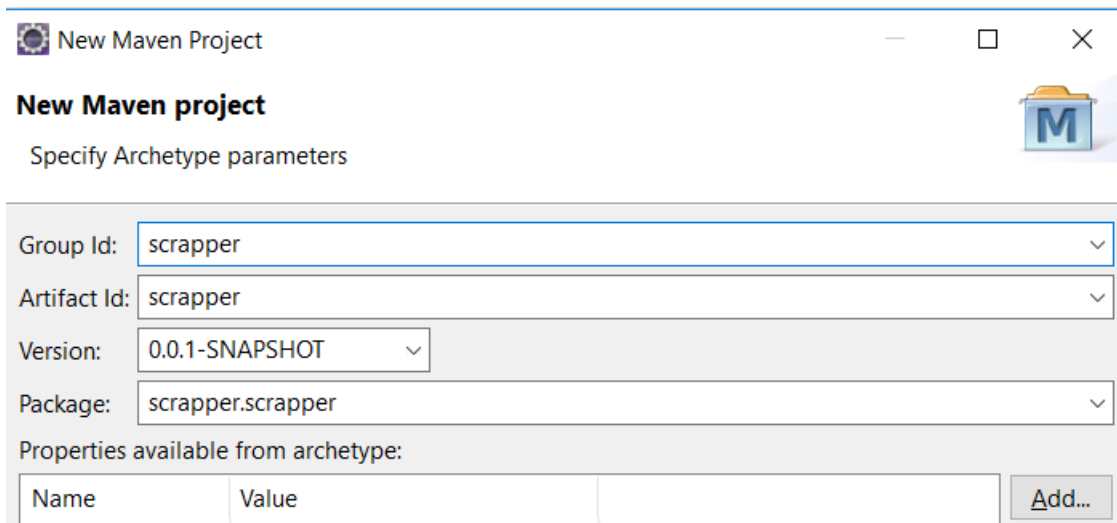 New Maven Project
New Maven project
Specify Archetype parameters
M
Group Id: scrapper
Artifact Id: scrapper
Version: 0.0.1-SNAPSHOT
Package: scrapper.scrapper
Properties available from archetype:
Name Value Add...